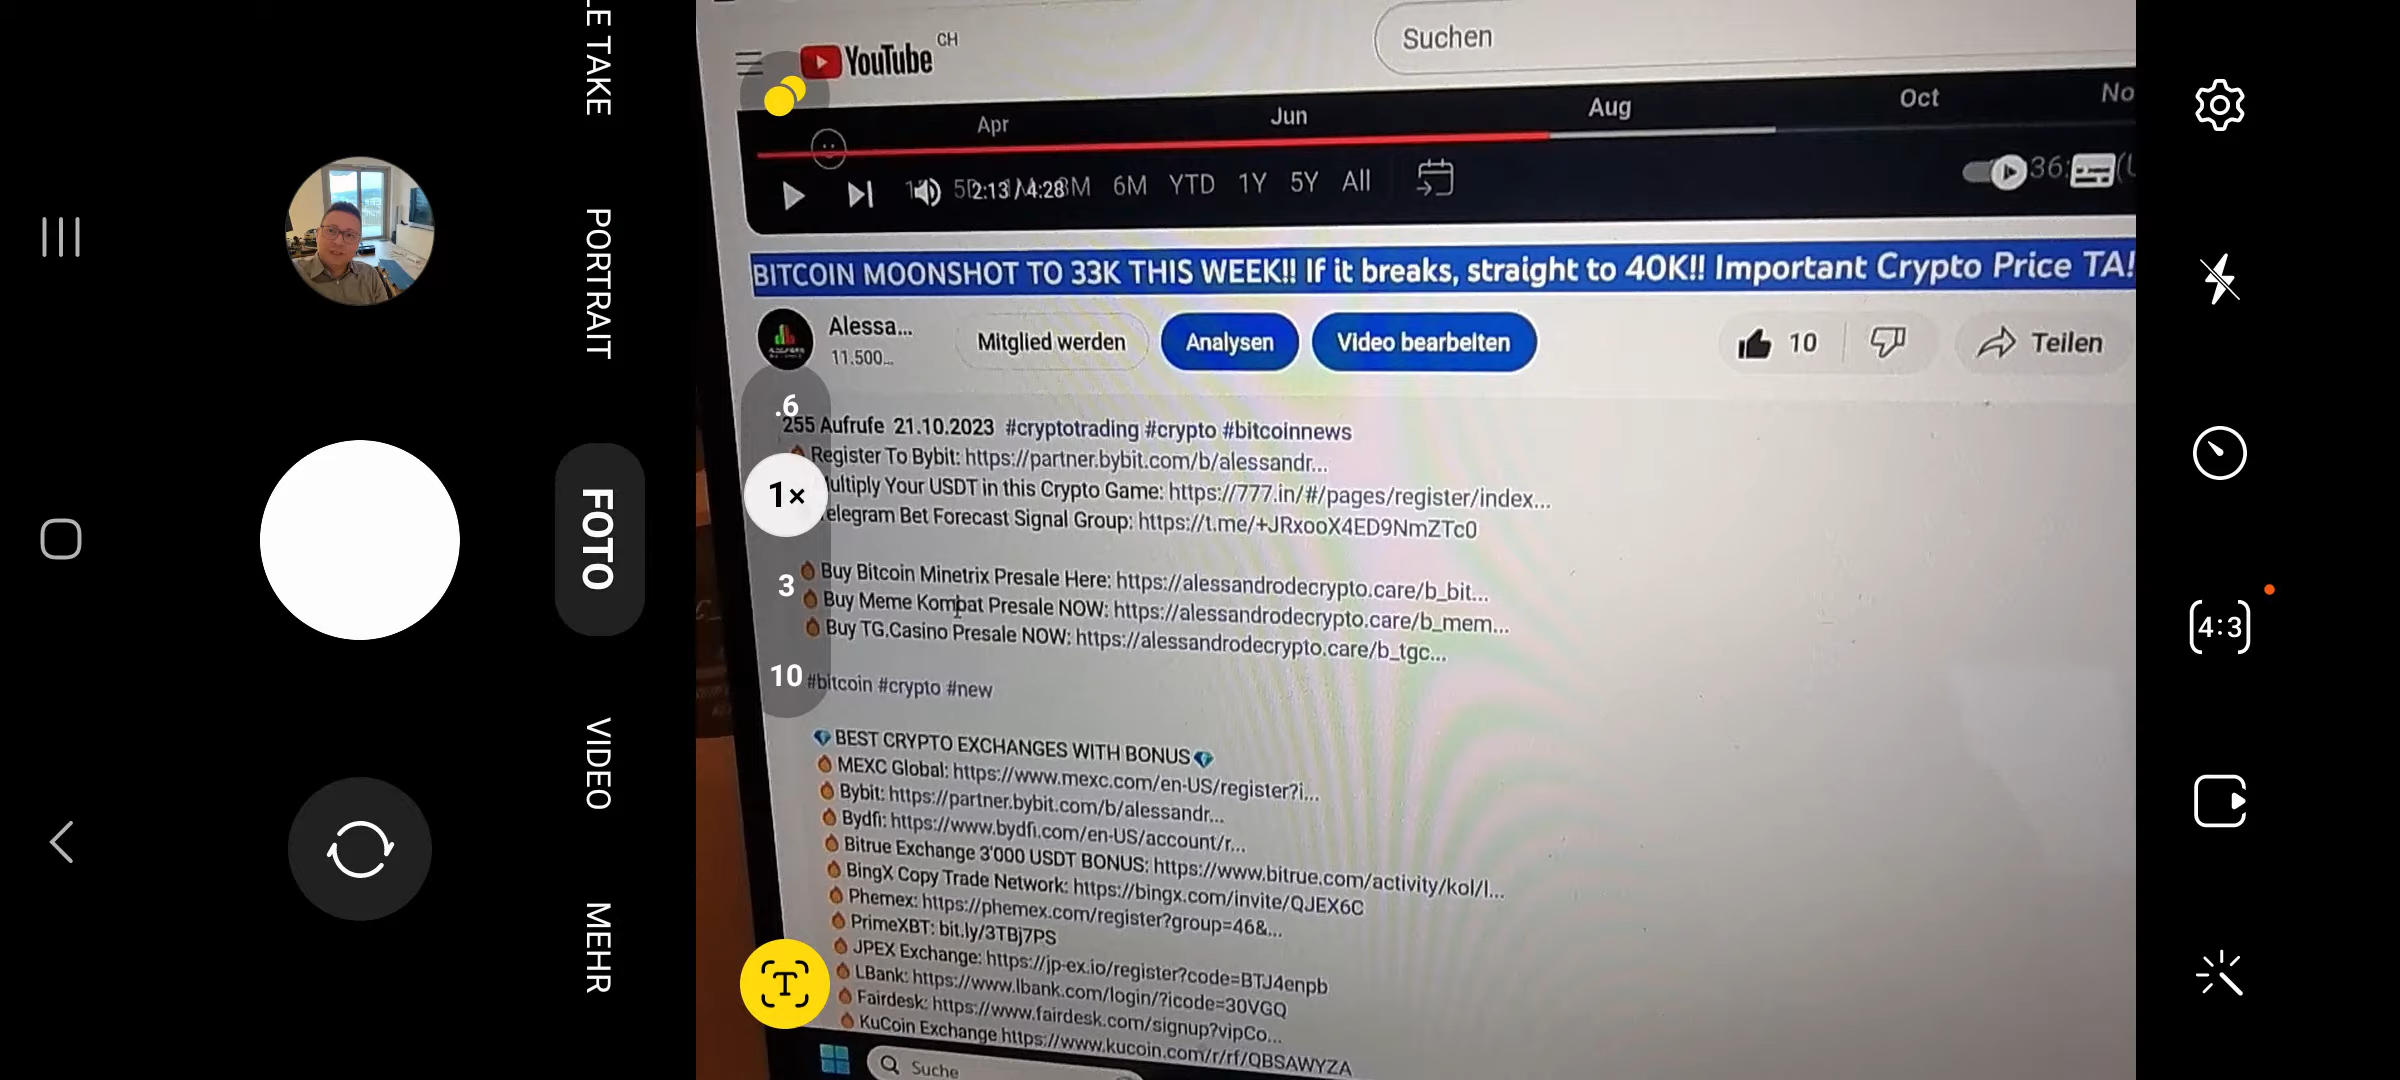 LE TAKE
PORTRAIT
FOTO
VIDEO
MEHR
YouTube CH
Suchen
Apr Jun Aug Oct No
2:13 / 4:28 6M YTD 1Y 5Y All
BITCOIN MOONSHOT TO 33K THIS WEEK!! If it breaks, straight to 40K!! Important Crypto Price TA!
Alessa...
11.500...
Mitglied werden
Analysen
Video bearbeiten
10
Teilen
.6
1×
3
10
255 Aufrufe 21.10.2023 #cryptotrading #crypto #bitcoinnews
Register To Bybit: https://partner.bybit.com/b/alessandr...
ultiply Your USDT in this Crypto Game: https://777.in/#/pages/register/index...
elegram Bet Forecast Signal Group: https://t.me/+JRxooX4ED9NmZTc0
Buy Bitcoin Minetrix Presale Here: https://alessandrodecrypto.care/b_bit...
Buy Meme Kombat Presale NOW: https://alessandrodecrypto.care/b_mem...
Buy TG.Casino Presale NOW: https://alessandrodecrypto.care/b_tgc...
#bitcoin #crypto #new
💎BEST CRYPTO EXCHANGES WITH BONUS💎
MEXC Global: https://www.mexc.com/en-US/register?i...
Bybit: https://partner.bybit.com/b/alessandr...
Bydfi: https://www.bydfi.com/en-US/account/r...
Bitrue Exchange 3'000 USDT BONUS: https://www.bitrue.com/activity/kol/l...
BingX Copy Trade Network: https://bingx.com/invite/QJEX6C
Phemex: https://phemex.com/register?group=46&...
PrimeXBT: bit.ly/3TBj7PS
JPEX Exchange: https://jp-ex.io/register?code=BTJ4enpb
LBank: https://www.lbank.com/login/?icode=30VGQ
Fairdesk: https://www.fairdesk.com/signup?vipCo...
KuCoin Exchange https://www.kucoin.com/r/rf/QBSAWYZA
Suche
4:3
T